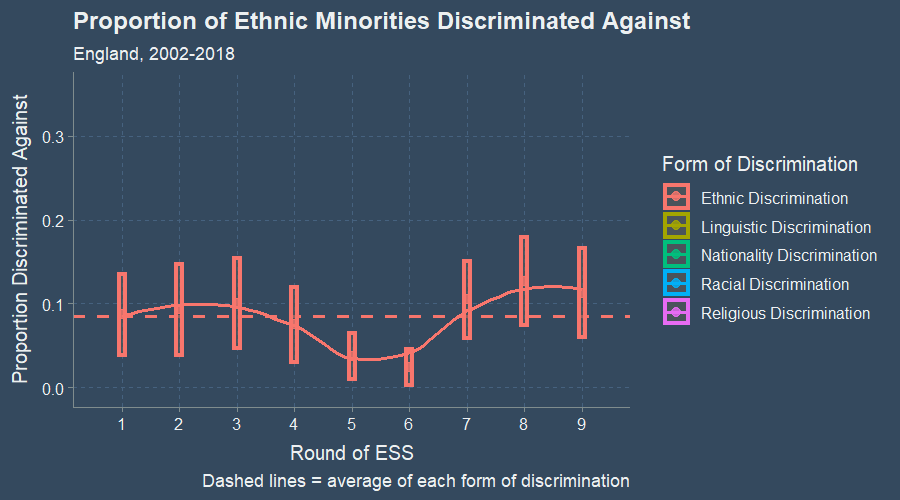 Proportion of Ethnic Minorities Discriminated Against
England, 2002-2018
Proportion Discriminated Against
0.3
0.2
0.1
0.0
1 2 3 4 5 6 7 8 9
Round of ESS
Dashed lines = average of each form of discrimination
Form of Discrimination
Ethnic Discrimination
Linguistic Discrimination
Nationality Discrimination
Racial Discrimination
Religious Discrimination